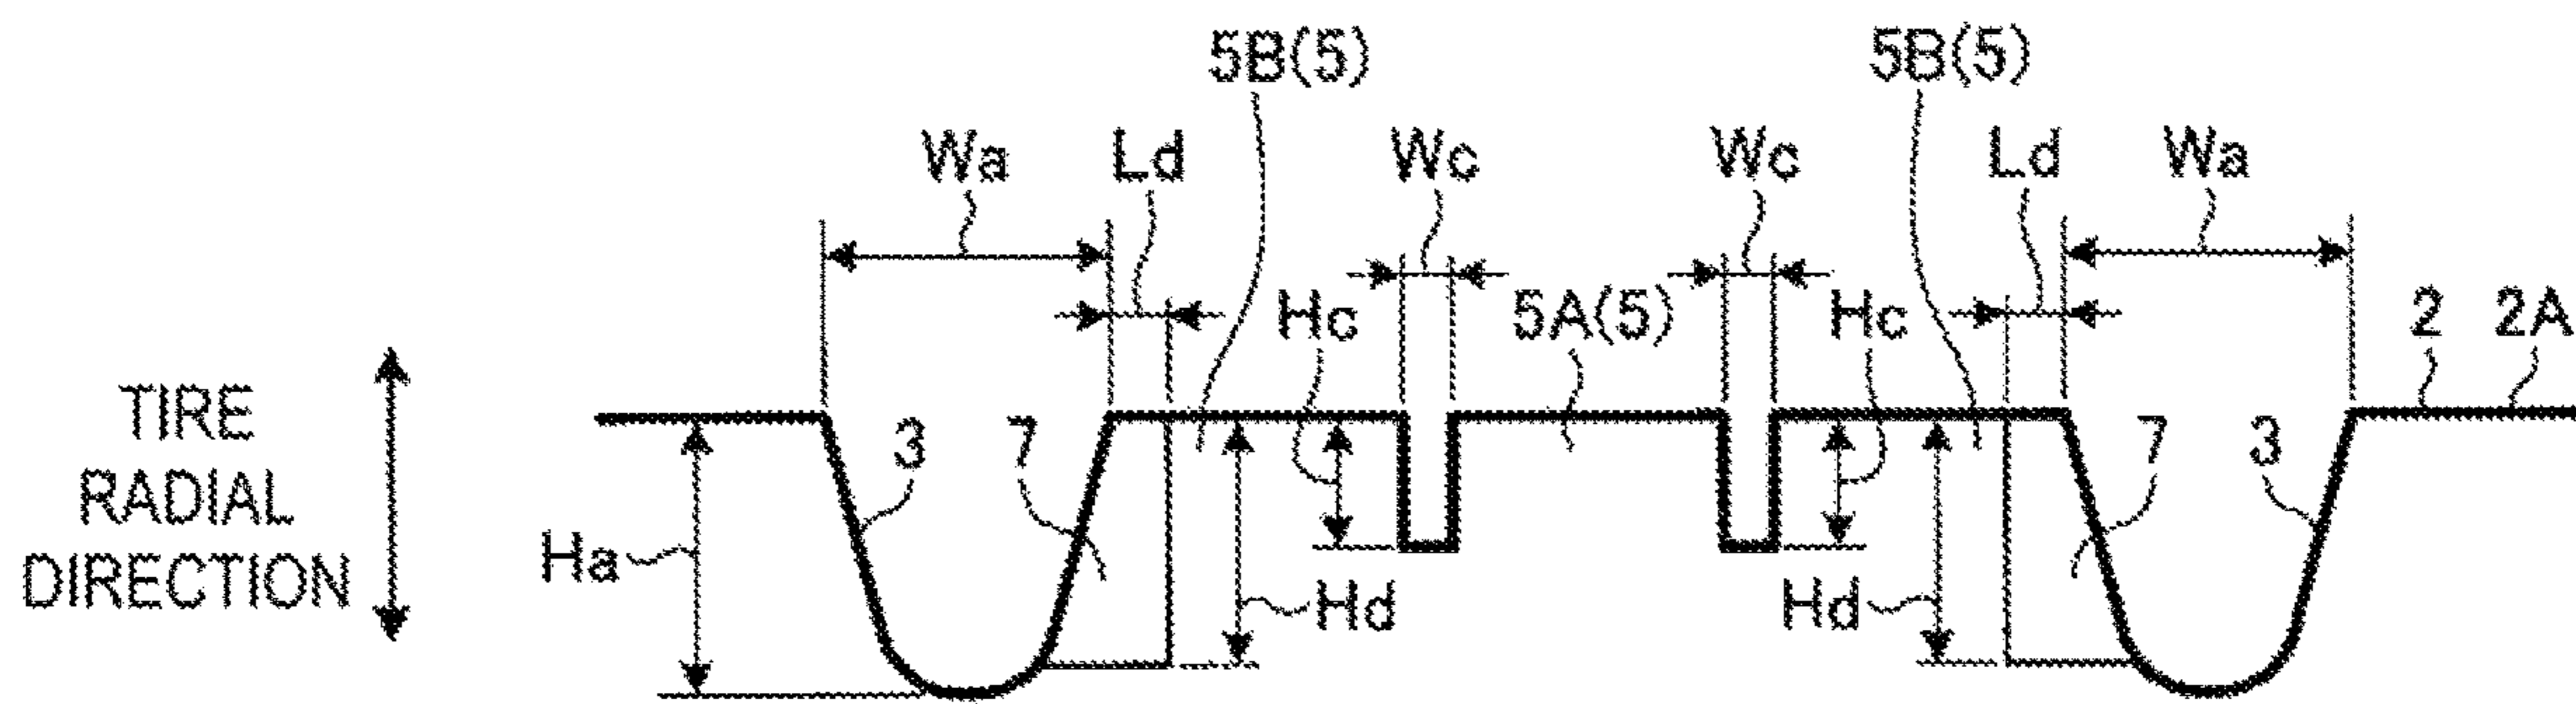 5B(5) 5B(5)
Wa Ld Wc Wc Ld Wa
Hc 5A(5) Hc 2 2A
TIRE
RADIAL
DIRECTION
3 7 7 3
Ha Hd Hd